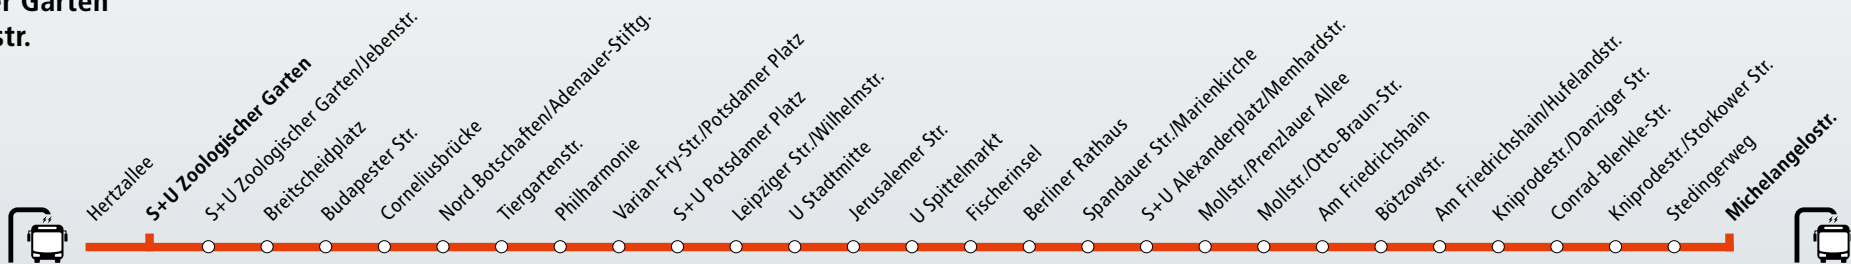 er Garten
str.
Hertzallee
S+U Zoologischer Garten
S+U Zoologischer Garten/Jebenstr.
Breitscheidplatz
Budapester Str.
Corneliusbrücke
Nord.Botschaften/Adenauer-Stiftg.
Tiergartenstr.
Philharmonie
Varian-Fry-Str./Potsdamer Platz
S+U Potsdamer Platz
Leipziger Str./Wilhelmstr.
U Stadtmitte
Jerusalemer Str.
U Spittelmarkt
Fischerinsel
Berliner Rathaus
Spandauer Str./Marienkirche
S+U Alexanderplatz/Memhardstr.
Mollstr./Prenzlauer Allee
Mollstr./Otto-Braun-Str.
Am Friedrichshain
Bötzowstr.
Am Friedrichshain/Hufelandstr.
Kniprodestr./Danziger Str.
Conrad-Blenkle-Str.
Kniprodestr./Storkower Str.
Stedingerweg
Michelangelostr.